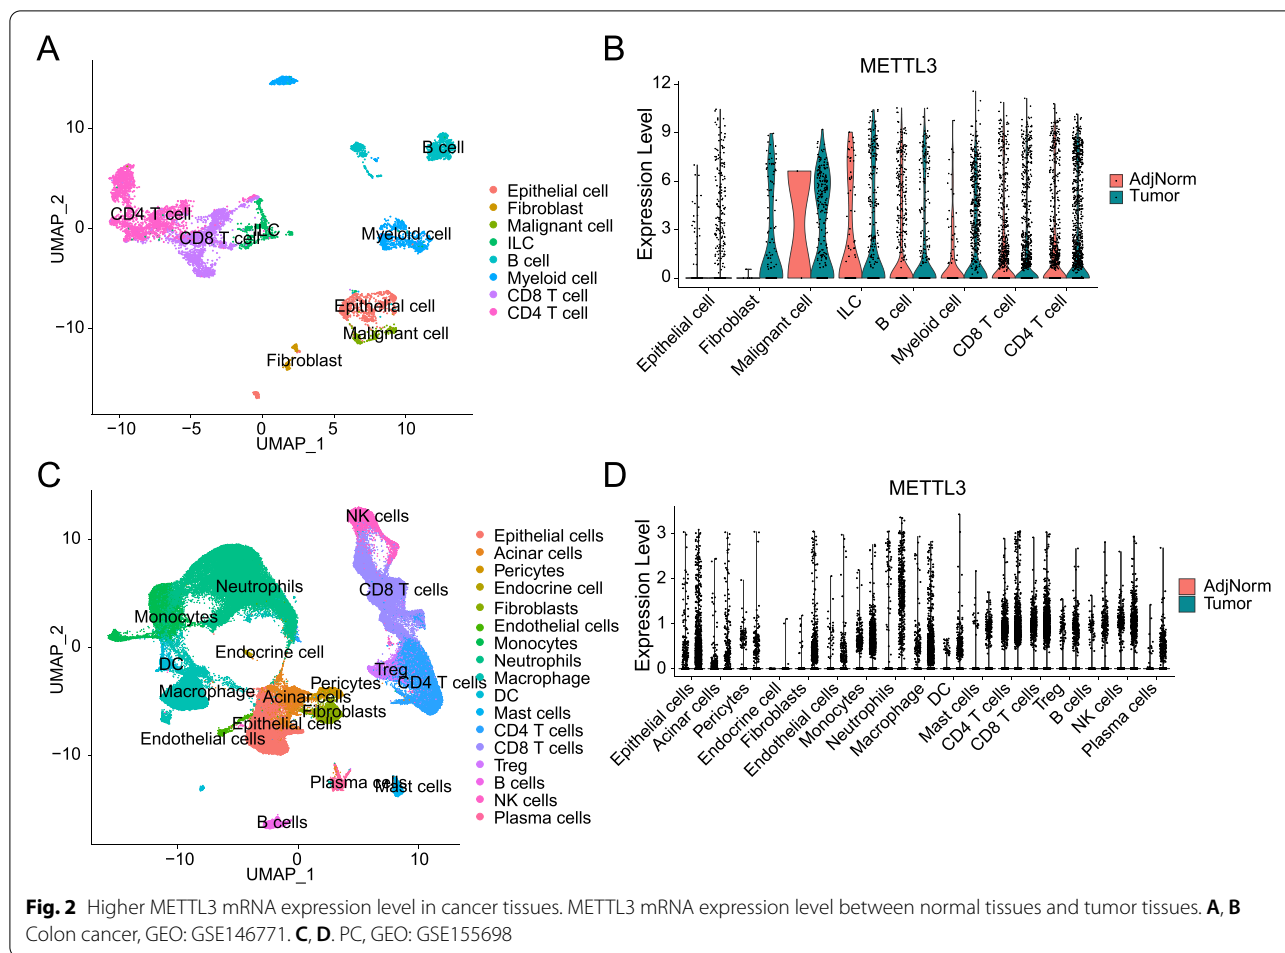 A
10
0
−10
UMAP_2
−10
−5
0
5
10
UMAP_1
B cell
CD4 T cell
CD8 T cell
ILC
Myeloid cell
Epithelial cell
Malignant cell
Fibroblast
Epithelial cell
Fibroblast
Malignant cell
ILC
B cell
Myeloid cell
CD8 T cell
CD4 T cell
B
METTL3
12
9
6
3
0
Expression Level
Epithelial cell
Fibroblast
Malignant cell
ILC
B cell
Myeloid cell
CD8 T cell
CD4 T cell
AdjNorm
Tumor
C
10
0
−10
UMAP_2
−10
0
10
UMAP_1
NK cells
Neutrophils
CD8 T cells
Monocytes
Endocrine cell
DC
Treg
Macrophage
Pericytes
CD4 T cells
Acinar cells
Fibroblasts
Epithelial cells
Endothelial cells
Plasma cells
Mast cells
B cells
Epithelial cells
Acinar cells
Pericytes
Endocrine cell
Fibroblasts
Endothelial cells
Monocytes
Neutrophils
Macrophage
DC
Mast cells
CD4 T cells
CD8 T cells
Treg
B cells
NK cells
Plasma cells
D
METTL3
3
2
1
0
Expression Level
Epithelial cells
Acinar cells
Pericytes
Endocrine cell
Fibroblasts
Endothelial cells
Monocytes
Neutrophils
Macrophage
DC
Mast cells
CD4 T cells
CD8 T cells
Treg
B cells
NK cells
Plasma cells
AdjNorm
Tumor
Fig. 2 Higher METTL3 mRNA expression level in cancer tissues. METTL3 mRNA expression level between normal tissues and tumor tissues. A, B
Colon cancer, GEO: GSE146771. C, D. PC, GEO: GSE155698